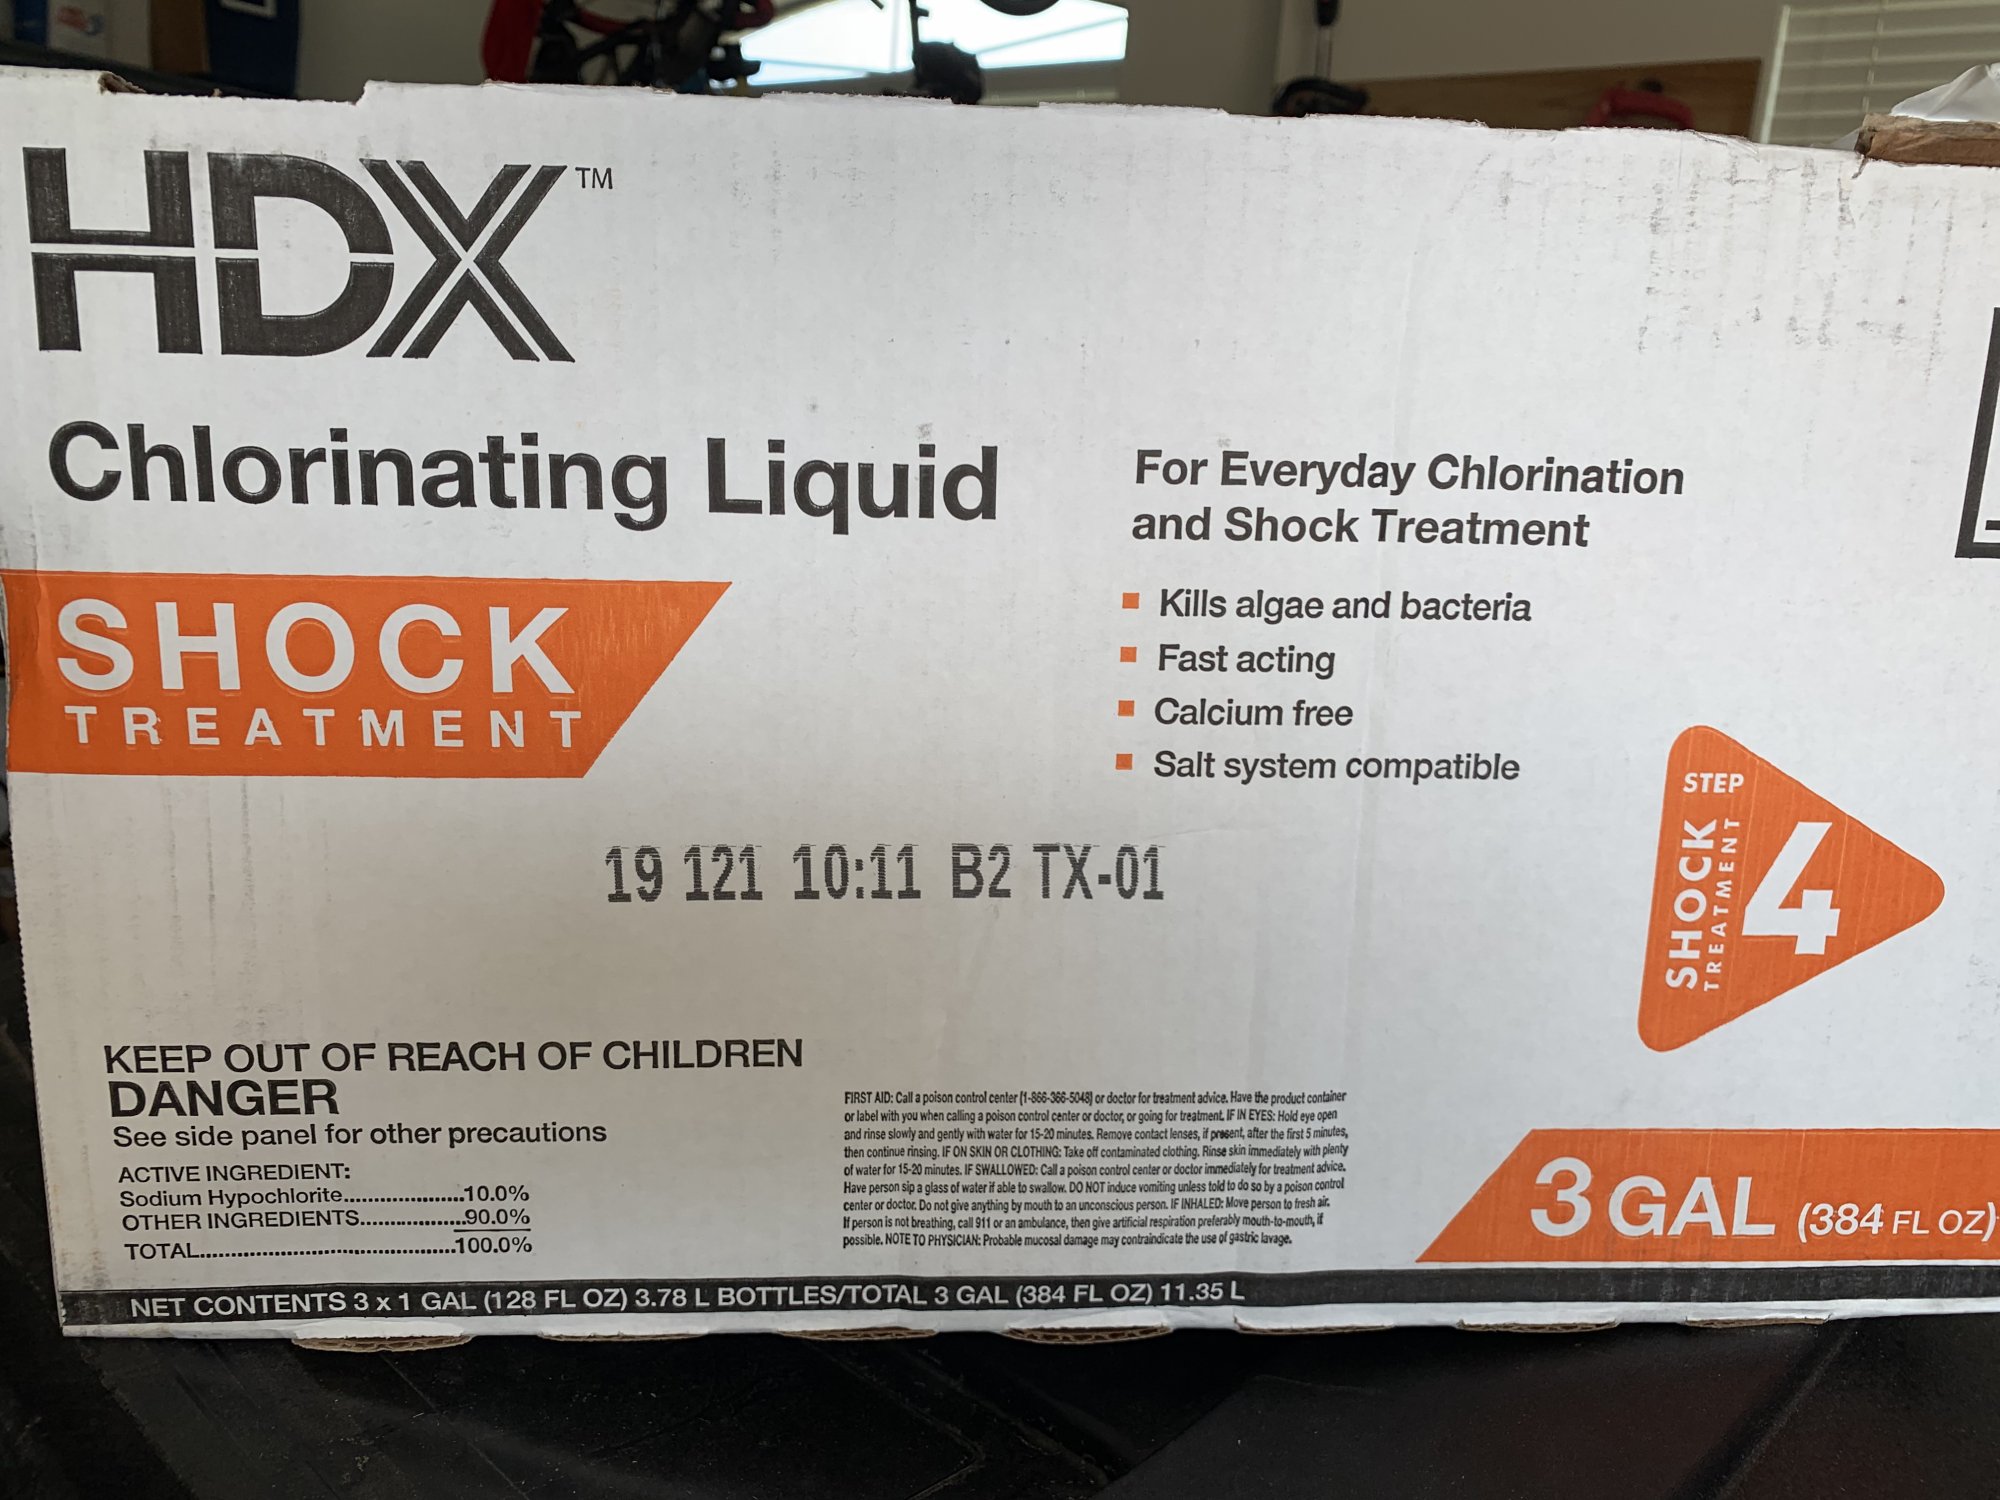 HDX™
Chlorinating Liquid
SHOCK
TREATMENT
For Everyday Chlorination
and Shock Treatment
Kills algae and bacteria
Fast acting
Calcium free
Salt system compatible
STEP
4
SHOCK
TREATMENT
19 121 10:11 B2 TX-01
KEEP OUT OF REACH OF CHILDREN
DANGER
See side panel for other precautions
ACTIVE INGREDIENT:
Sodium Hypochlorite.....................10.0%
OTHER INGREDIENTS.................90.0%
TOTAL............................................100.0%
FIRST AID: Call a poison control center (1-866-366-5048) or doctor for treatment advice. Have the product container
or label with you when calling a poison control center or doctor, or going for treatment. IF IN EYES: Hold eye open
and rinse slowly and gently with water for 15-20 minutes. Remove contact lenses, if present, after the first 5 minutes,
then continue rinsing. IF ON SKIN OR CLOTHING: Take off contaminated clothing. Rinse skin immediately with plenty
of water for 15-20 minutes. IF SWALLOWED: Call a poison control center or doctor immediately for treatment advice.
Have person sip a glass of water if able to swallow. DO NOT induce vomiting unless told to do so by a poison control
center or doctor. Do not give anything by mouth to an unconscious person. IF INHALED: Move person to fresh air.
If person is not breathing, call 911 or an ambulance, then give artificial respiration preferably mouth-to-mouth, if
possible. NOTE TO PHYSICIAN: Probable mucosal damage may contraindicate the use of gastric lavage.
3 GAL (384 FL OZ)
NET CONTENTS 3 x 1 GAL (128 FL OZ) 3.78 L BOTTLES/TOTAL 3 GAL (384 FL OZ) 11.35 L